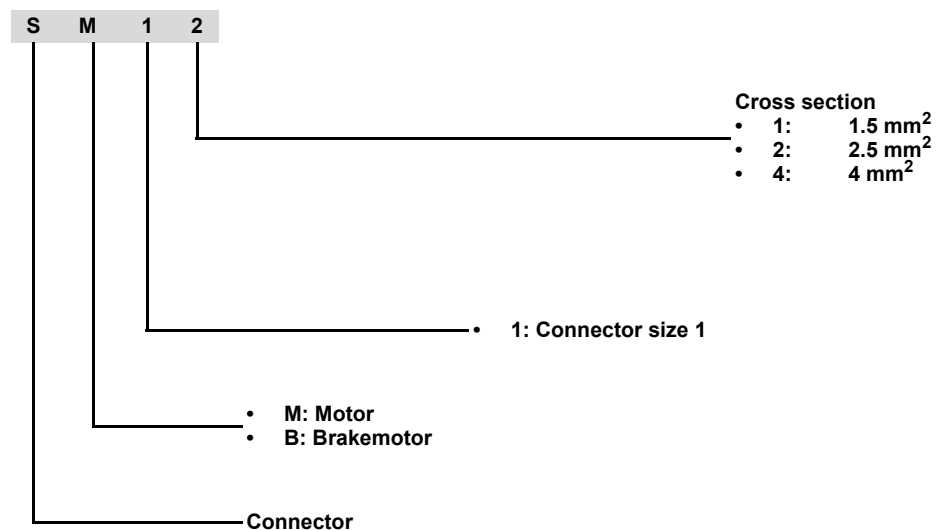 S M 1 2
Cross section
• 1: 1.5 mm²
• 2: 2.5 mm²
• 4: 4 mm²
• 1: Connector size 1
• M: Motor
• B: Brakemotor
Connector